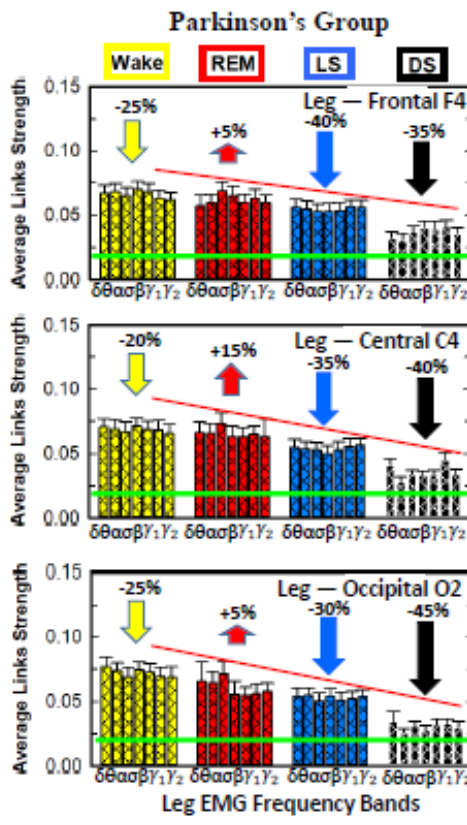 Parkinson's Group
Wake REM LS DS
Average Links Strength
0.15
0.10
0.05
0.00
Leg — Frontal F4
-25% +5% -40% -35%
δθασβγ₁γ₂ δθασβγ₁γ₂ δθασβγ₁γ₂ δθασβγ₁γ₂
Average Links Strength
0.15
0.10
0.05
0.00
Leg — Central C4
-20% +15% -35% -40%
δθασβγ₁γ₂ δθασβγ₁γ₂ δθασβγ₁γ₂ δθασβγ₁γ₂
Average Links Strength
0.15
0.10
0.05
0.00
Leg — Occipital O2
-25% +5% -30% -45%
δθασβγ₁γ₂ δθασβγ₁γ₂ δθασβγ₁γ₂ δθασβγ₁γ₂
Leg EMG Frequency Bands